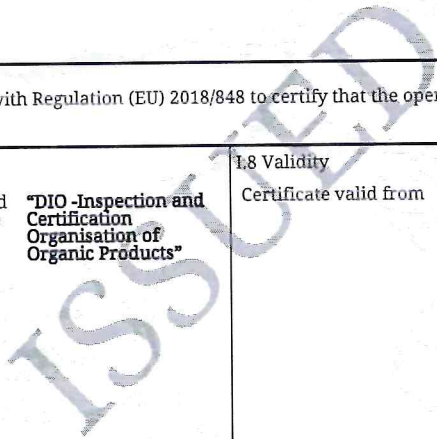 with Regulation (EU) 2018/848 to certify that the oper
I.8 Validity
d "DIO -Inspection and
Certification
Organisation of
Organic Products"
Certificate valid from
ISSUED